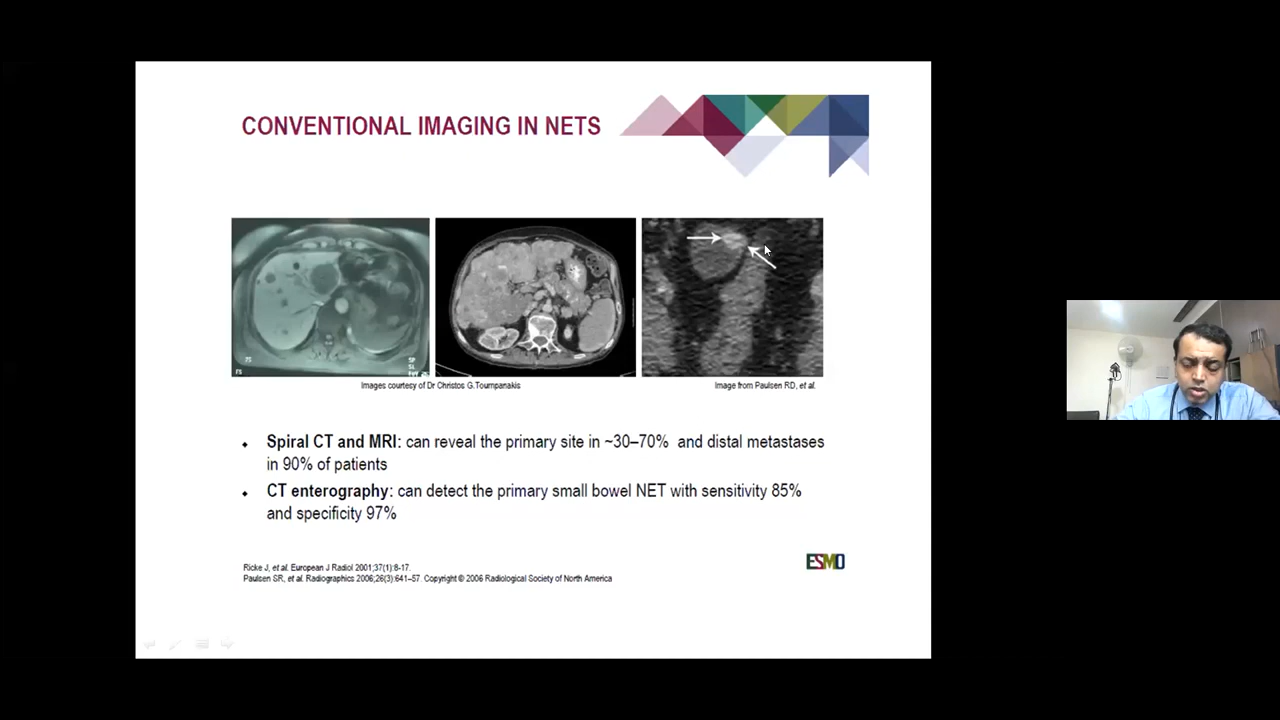 CONVENTIONAL IMAGING IN NETS
75
75
SP
SL
Images courtesy of Dr Christos G.Toumpanakis
Image from Paulsen RD, et al.
Spiral CT and MRI: can reveal the primary site in ~30–70% and distal metastases
in 90% of patients
CT enterography: can detect the primary small bowel NET with sensitivity 85%
and specificity 97%
ESMO
Ricke J, et al. European J Radiol 2001;37(1):8-17.
Paulsen SR, et al. Radiographics 2006;26(3):641–57. Copyright © 2006 Radiological Society of North America